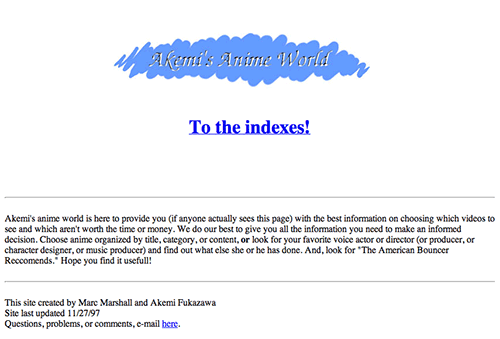 Akemi's Anime World
To the indexes!
Akemi's anime world is here to provide you (if anyone actually sees this page) with the best information on choosing which videos to
see and which aren't worth the time or money. We do our best to give you all the information you need to make an informed
decision. Choose anime organized by title, category, or content, or look for your favorite voice actor or director (or producer, or
character designer, or music producer) and find out what else she or he has done. And, look for "The American Bouncer
Reccomends." Hope you find it usefull!
This site created by Marc Marshall and Akemi Fukazawa
Site last updated 11/27/97
Questions, problems, or comments, e-mail here.